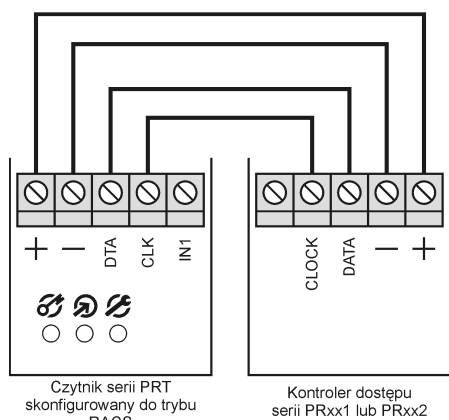 + — DTA CLK IN1
CLOCK DATA — +
Czytnik serii PRT
skonfigurowany do trybu
Kontroler dostępu
serii PRxx1 lub PRxx2